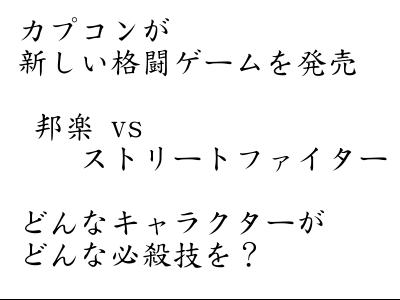 カプコンが
新しい格闘ゲームを発売
邦楽 vs
ストリートファイター
どんなキャラクターが
どんな必殺技を？